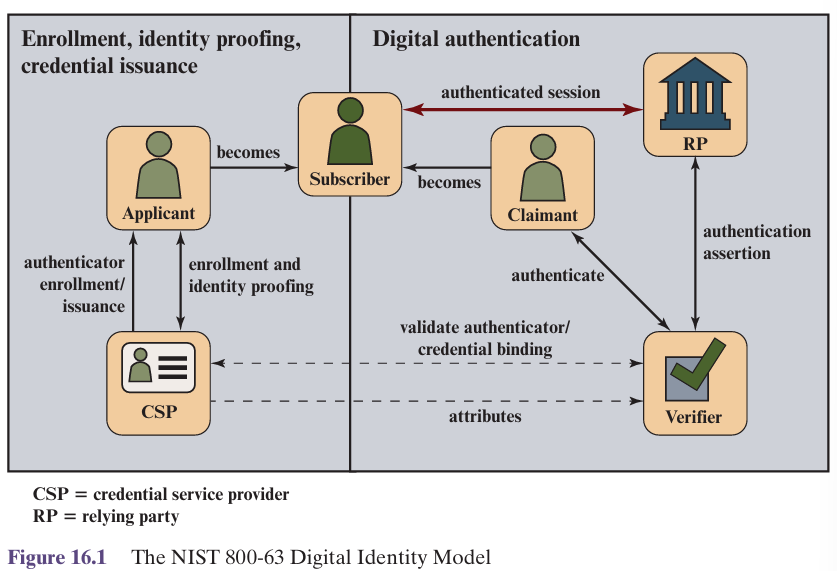 Enrollment, identity proofing,
credential issuance
Digital authentication
authenticated session
RP
becomes
Subscriber
becomes
Applicant
Claimant
authenticator
enrollment/
issuance
enrollment and
identity proofing
authenticate
authentication
assertion
validate authenticator/
credential binding
CSP
attributes
Verifier
CSP = credential service provider
RP = relying party
Figure 16.1 The NIST 800-63 Digital Identity Model